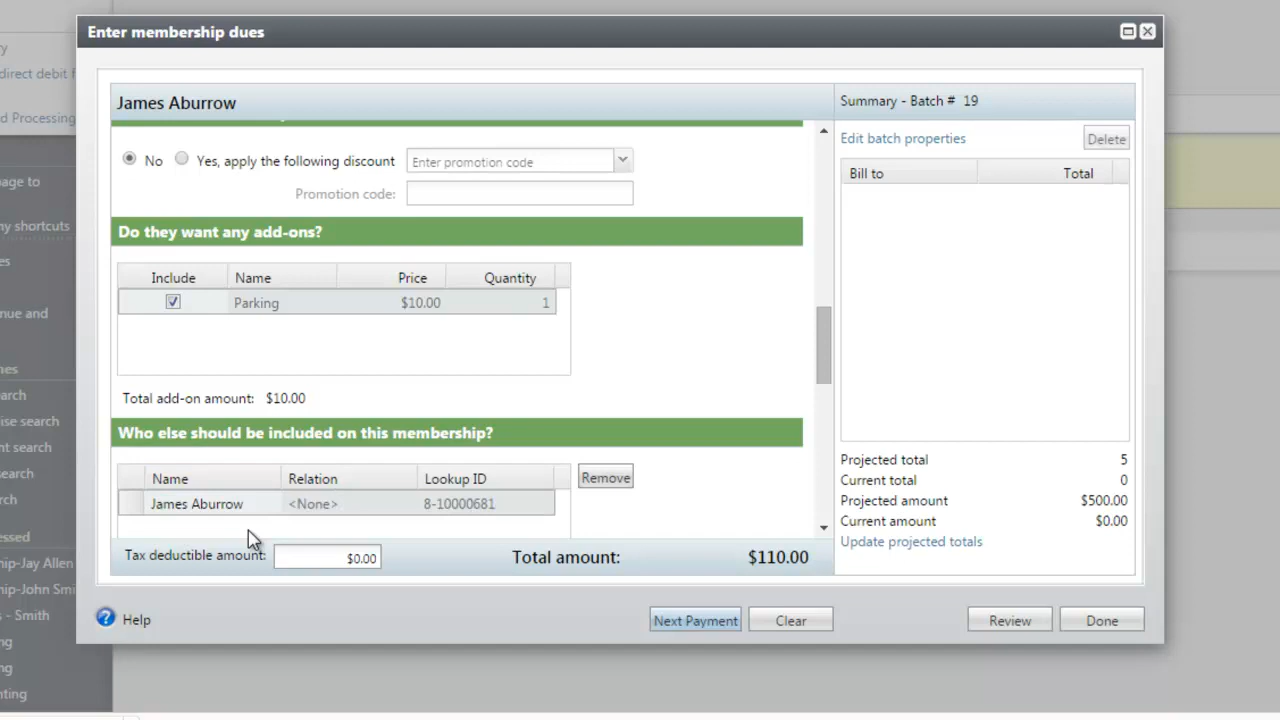 Enter membership dues
ry
direct debit f
d Processing
page to
ny shortcuts
es
nue and
mes
earch
ise search
nt search
search
rch
essed
hip-Jay Allen
hip-John Smi
s - Smith
ng
ng
nting
James Aburrow
No
Yes, apply the following discount
Enter promotion code
Promotion code:
Do they want any add-ons?
Include Name Price Quantity
Parking $10.00 1
Total add-on amount: $10.00
Who else should be included on this membership?
Name Relation Lookup ID
Remove
James Aburrow <None> 8-10000681
Tax deductible amount: $0.00
Total amount: $110.00
Summary - Batch # 19
Edit batch properties
Delete
Bill to Total
Projected total 5
Current total 0
Projected amount $500.00
Current amount $0.00
Update projected totals
? Help
Next Payment
Clear
Review
Done